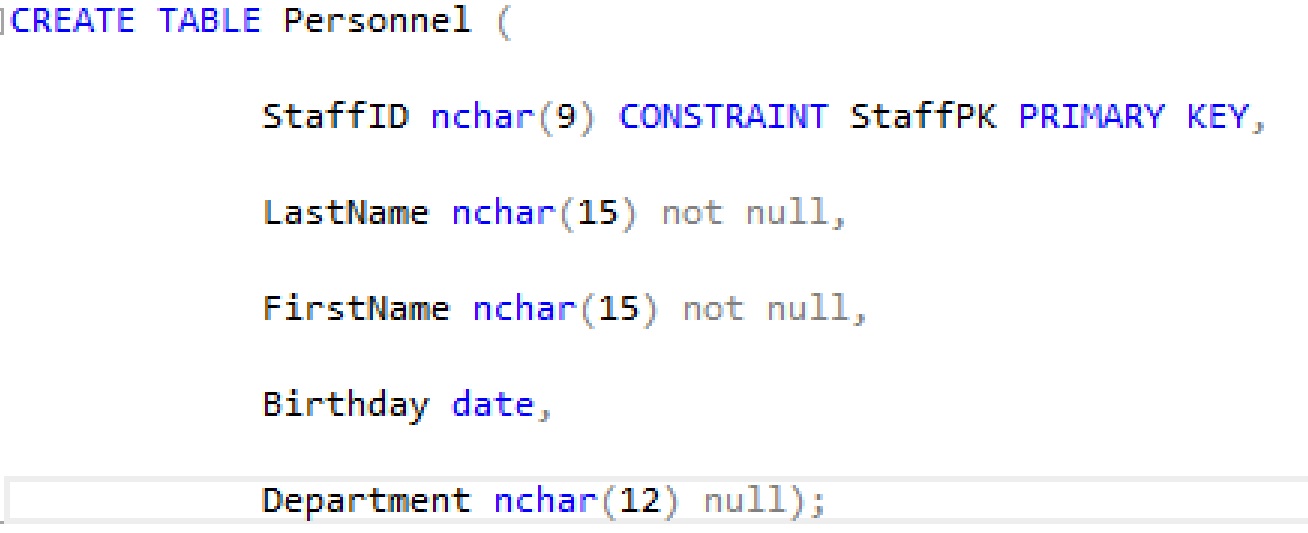 CREATE TABLE Personnel (
StaffID nchar(9) CONSTRAINT StaffPK PRIMARY KEY,
LastName nchar(15) not null,
FirstName nchar(15) not null,
Birthday date,
Department nchar(12) null);